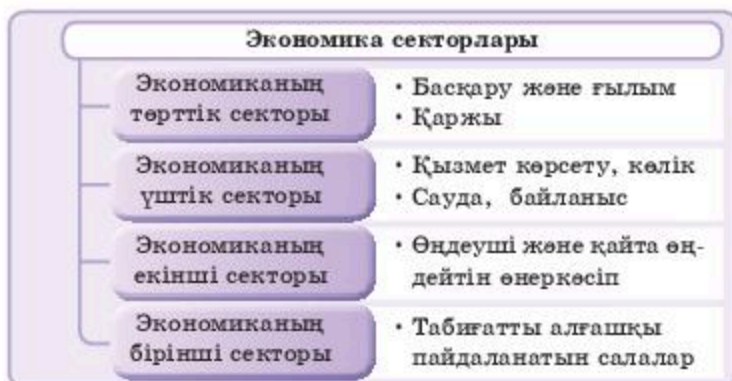 Экономика секторлары
Экономиканың
төрттік секторы
• Басқару және ғылым
• Қаржы
Экономиканың
үштік секторы
• Қызмет көрсету, көлік
• Сауда, байланыс
Экономиканың
екінші секторы
• Өңдеуші және қайта өң-
дейтін өнеркәсіп
Экономиканың
бірінші секторы
• Табиғатты алғашқы
пайдаланатын салалар